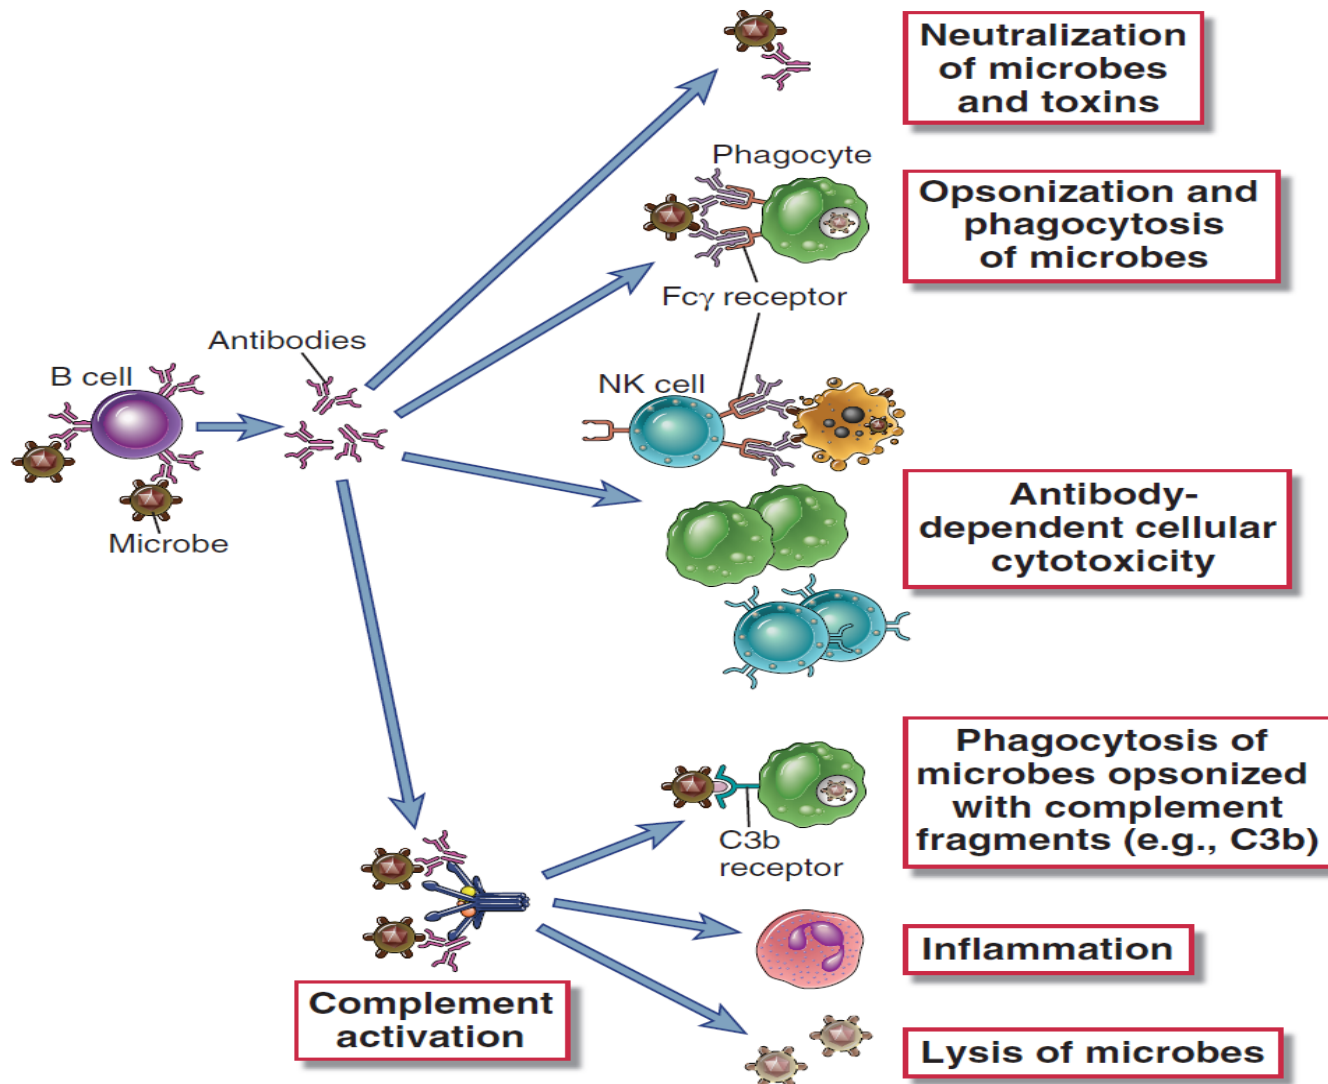 Neutralization
of microbes
and toxins
Phagocyte
Opsonization and
phagocytosis
of microbes
Fcγ receptor
Antibodies
B cell
NK cell
Microbe
Antibody-
dependent cellular
cytotoxicity
Phagocytosis of
microbes opsonized
with complement
fragments (e.g., C3b)
C3b
receptor
Inflammation
Complement
activation
Lysis of microbes